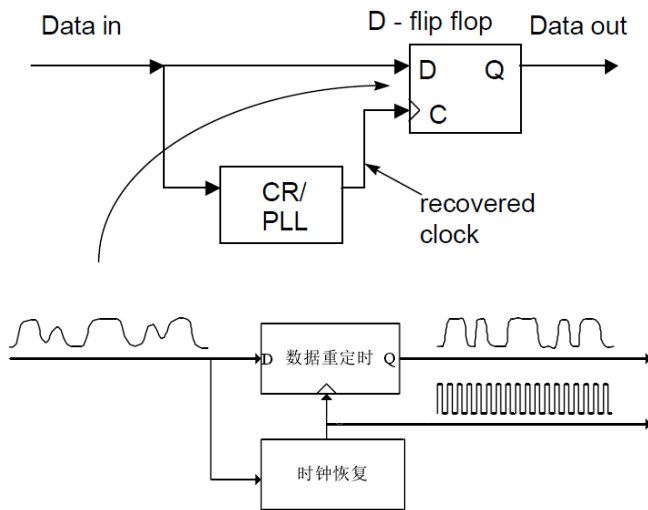 Data in
D - flip flop
Data out
D
Q
C
CR/
PLL
recovered
clock
D 数据重定时 Q
时钟恢复